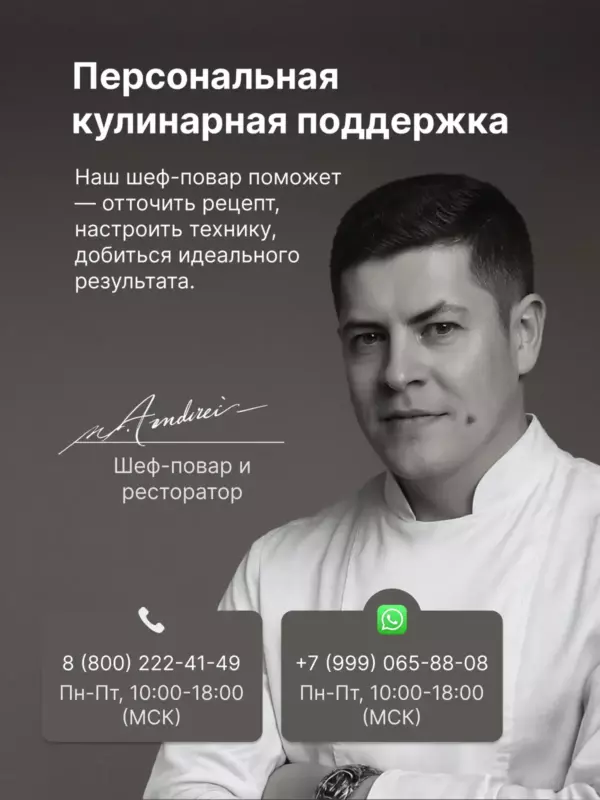 Персональная
кулинарная поддержка
Наш шеф-повар поможет
— отточить рецепт,
настроить технику,
добиться идеального
результата.
Andrei
Шеф-повар и
ресторатор
8 (800) 222-41-49
Пн-Пт, 10:00-18:00
(МСК)
+7 (999) 065-88-08
Пн-Пт, 10:00-18:00
(МСК)